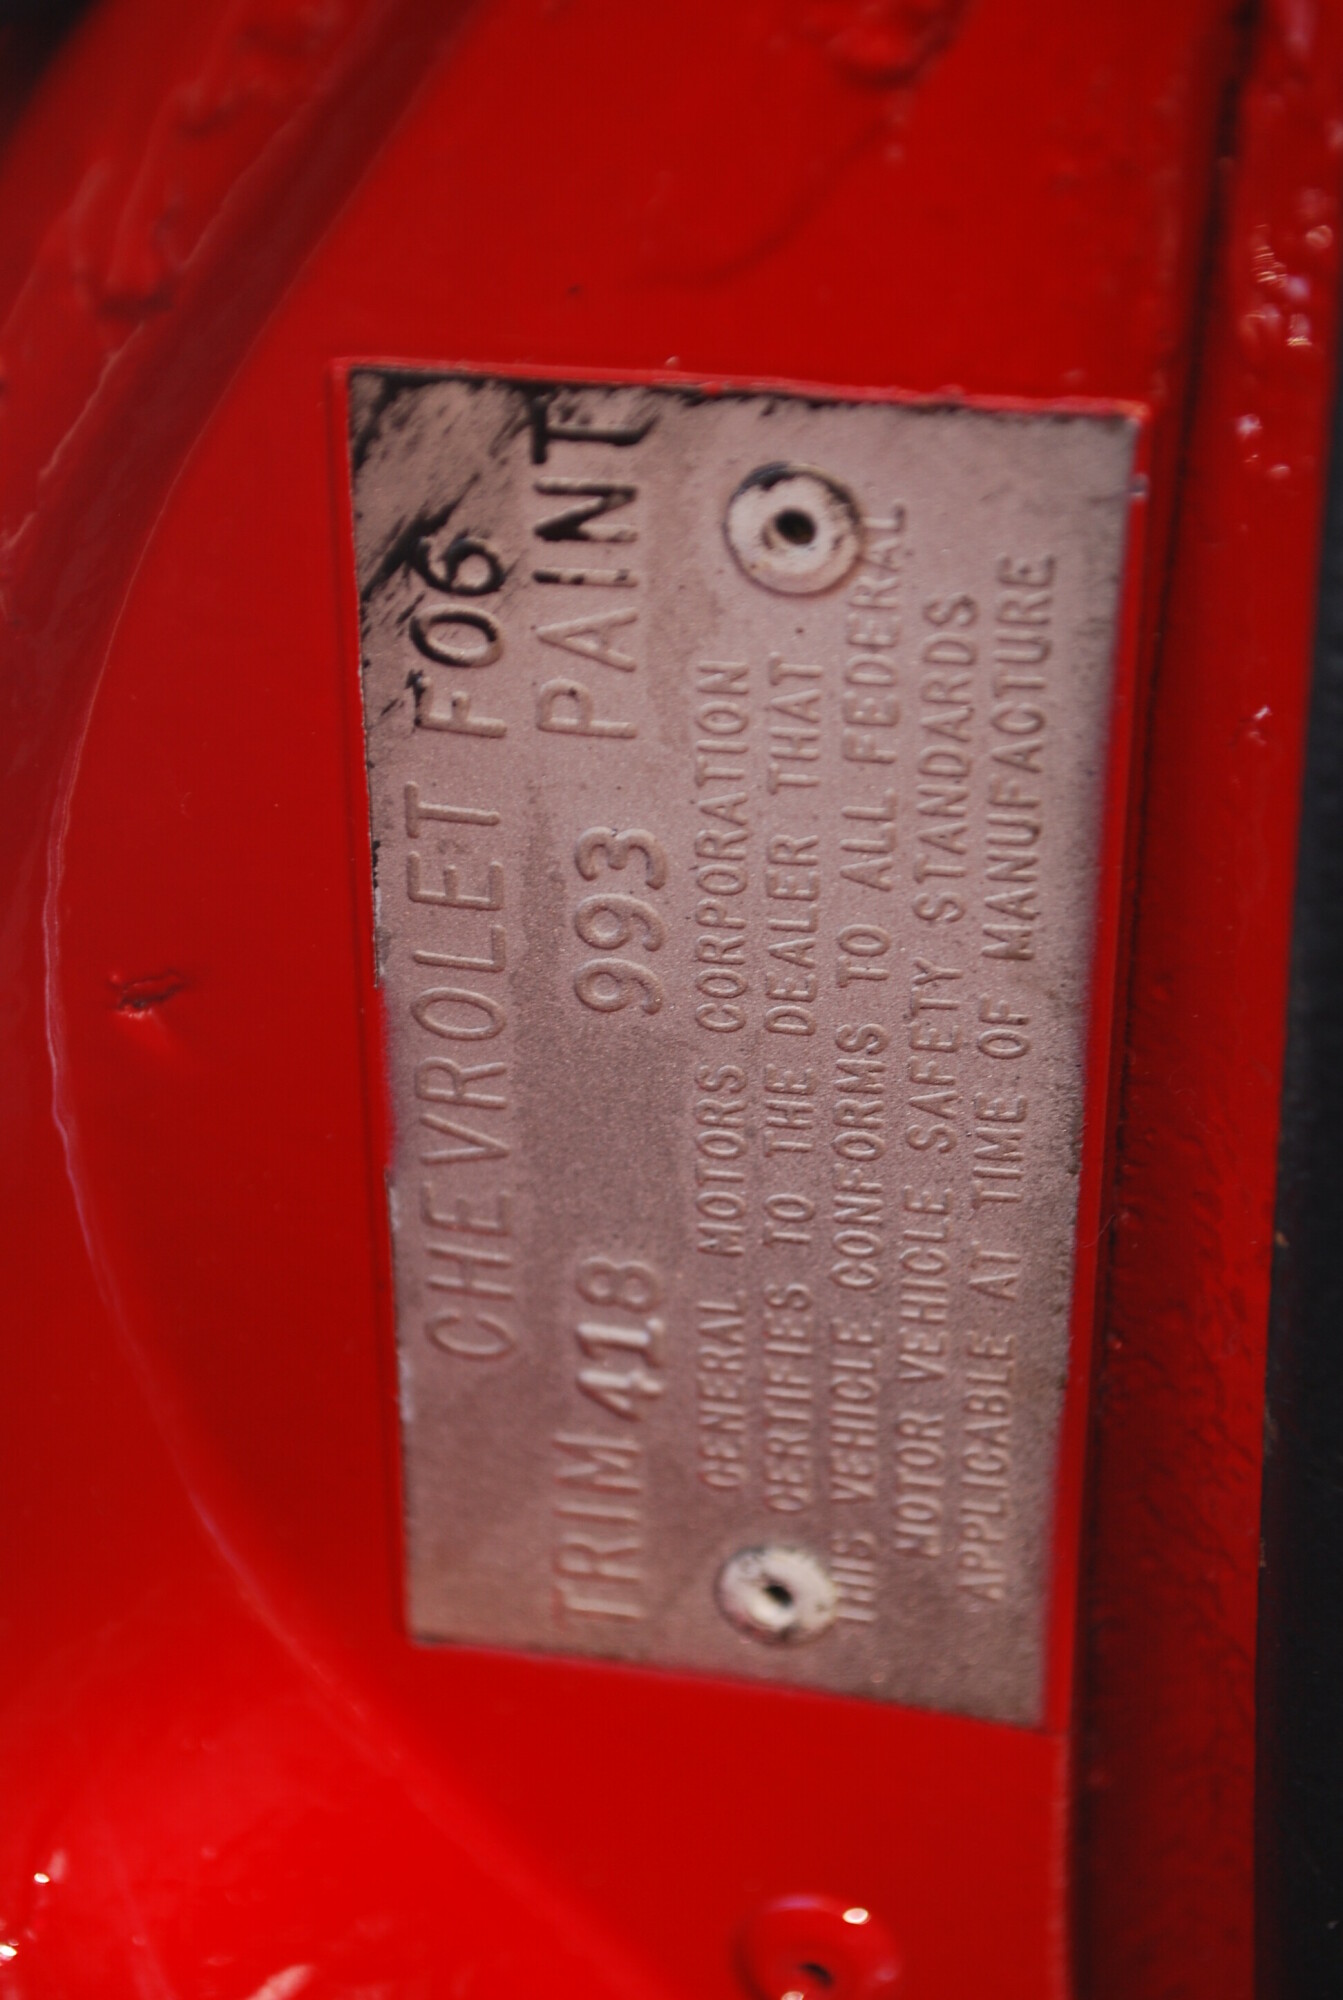 CHEVROLET F06
TRIM 418 993 PAINT
GENERAL MOTORS CORPORATION
CERTIFIES TO THE DEALER THAT
THIS VEHICLE CONFORMS TO ALL FEDERAL
MOTOR VEHICLE SAFETY STANDARDS
APPLICABLE AT TIME OF MANUFACTURE